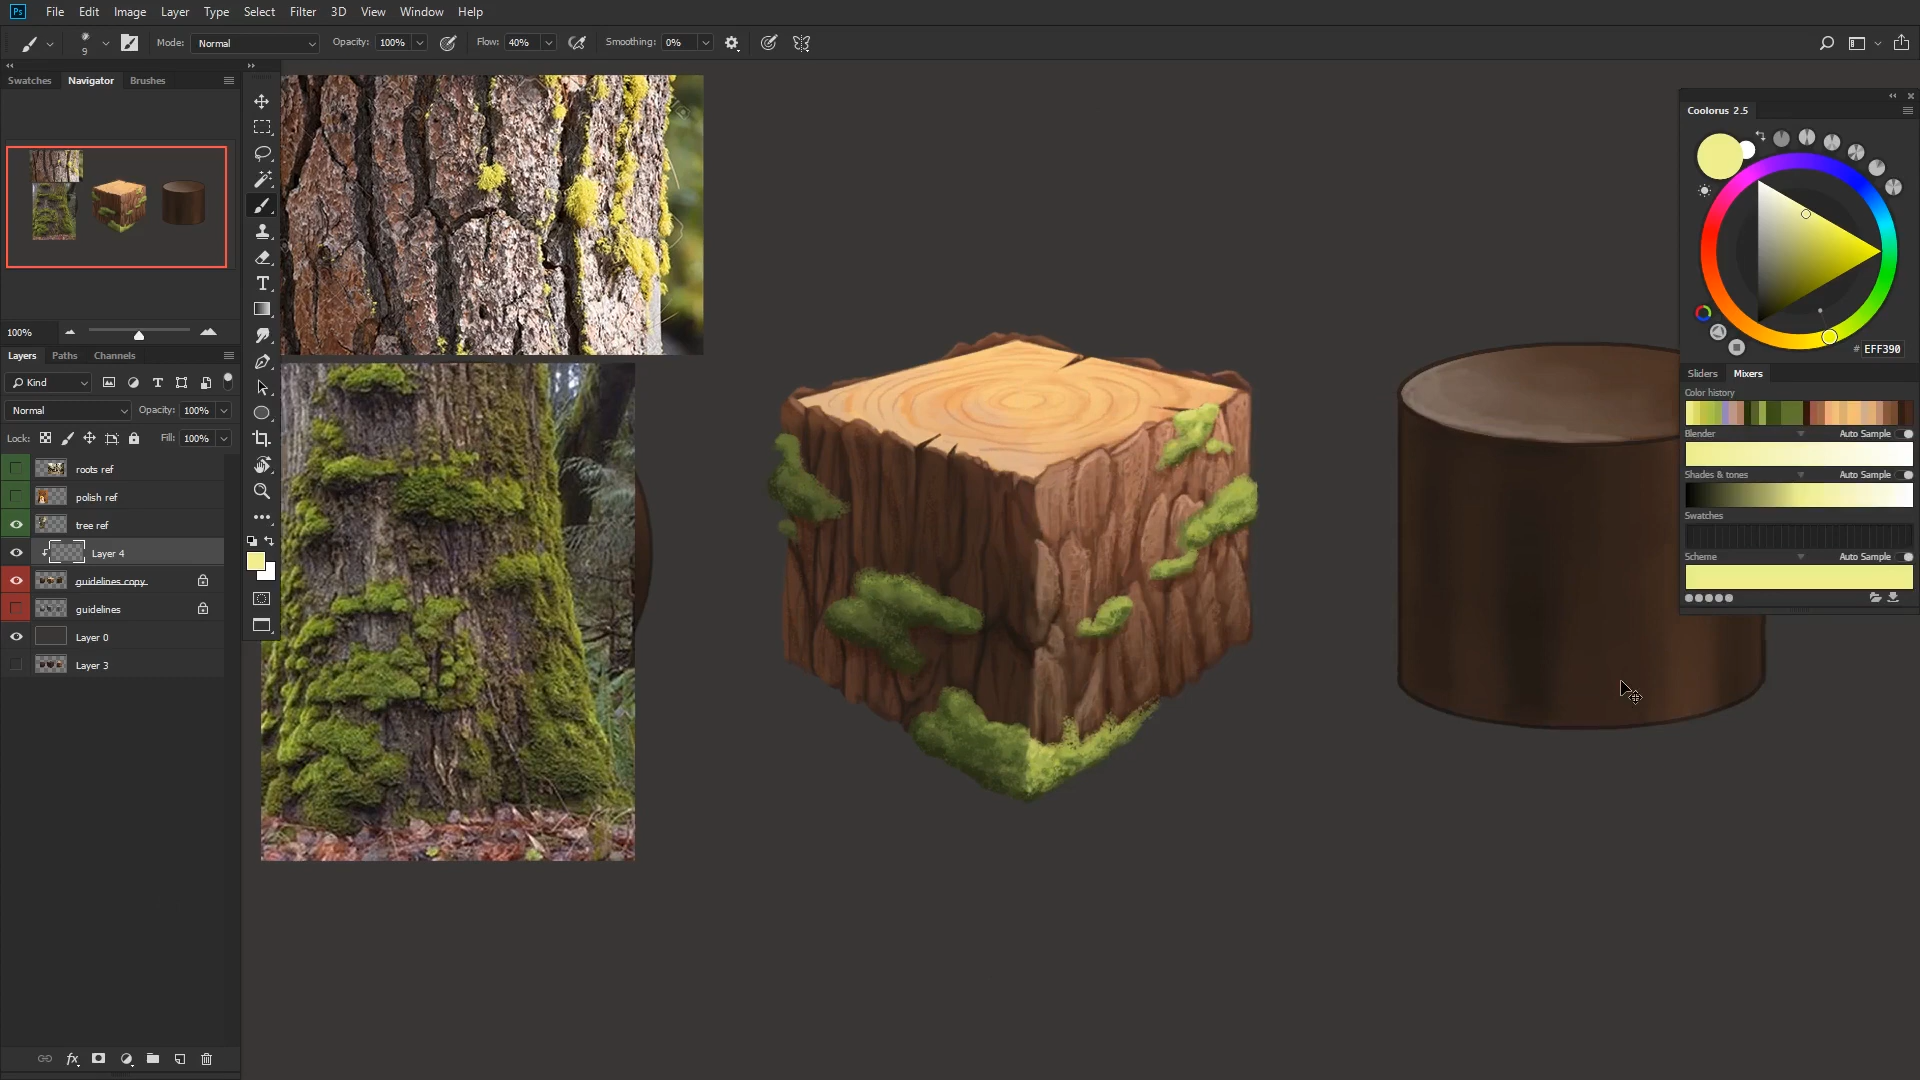 Ps File Edit Image Layer Type Select Filter 3D View Window Help
9 Mode: Normal Opacity: 100% Flow: 40% Smoothing: 0%
Swatches Navigator Brushes
100%
Layers Paths Channels
Kind
Normal Opacity: 100%
Lock: Fill: 100%
roots ref
polish ref
tree ref
Layer 4
guidelines copy
guidelines
Layer 0
Layer 3
fx
Coolorus 2.5
# EFF390
Sliders Mixers
Color history
Blender Auto Sample
Shades & tones Auto Sample
Swatches
Scheme Auto Sample